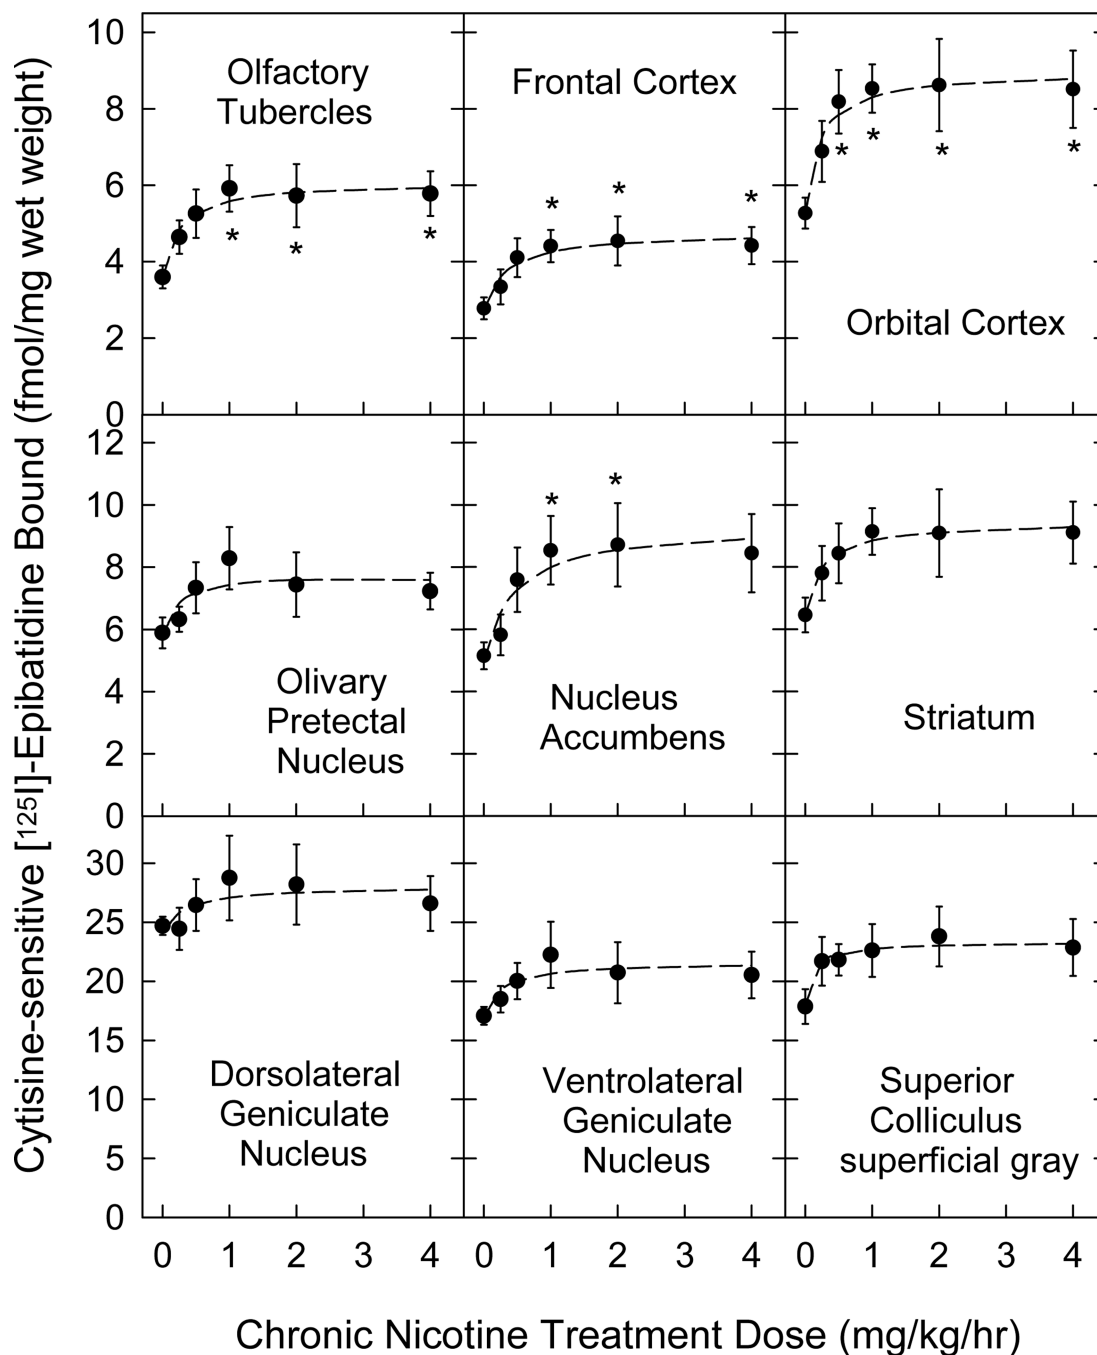 Cytisine-sensitive [125I]-Epibatidine Bound (fmol/mg wet weight)
10
8
6
4
2
0
Olfactory
Tubercles
*
*
*
Frontal Cortex
*
*
*
Orbital Cortex
*
*
*
*
12
10
8
6
4
2
0
Olivary
Pretectal
Nucleus
Nucleus
Accumbens
*
*
Striatum
30
25
20
15
10
5
0
Dorsolateral
Geniculate
Nucleus
Ventrolateral
Geniculate
Nucleus
Superior
Colliculus
superficial gray
0 1 2 3 4
0 1 2 3 4
0 1 2 3 4
Chronic Nicotine Treatment Dose (mg/kg/hr)